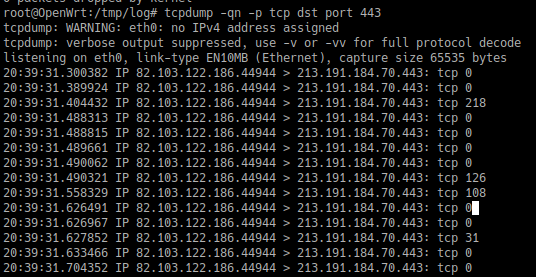 root@OpenWrt:/tmp/log# tcpdump -qn -p tcp dst port 443
tcpdump: WARNING: eth0: no IPv4 address assigned
tcpdump: verbose output suppressed, use -v or -vv for full protocol decode
listening on eth0, link-type EN10MB (Ethernet), capture size 65535 bytes
20:39:31.300382 IP 82.103.122.186.44944 > 213.191.184.70.443: tcp 0
20:39:31.389924 IP 82.103.122.186.44944 > 213.191.184.70.443: tcp 0
20:39:31.404432 IP 82.103.122.186.44944 > 213.191.184.70.443: tcp 218
20:39:31.488313 IP 82.103.122.186.44944 > 213.191.184.70.443: tcp 0
20:39:31.488815 IP 82.103.122.186.44944 > 213.191.184.70.443: tcp 0
20:39:31.489661 IP 82.103.122.186.44944 > 213.191.184.70.443: tcp 0
20:39:31.490062 IP 82.103.122.186.44944 > 213.191.184.70.443: tcp 0
20:39:31.490321 IP 82.103.122.186.44944 > 213.191.184.70.443: tcp 126
20:39:31.558329 IP 82.103.122.186.44944 > 213.191.184.70.443: tcp 108
20:39:31.626491 IP 82.103.122.186.44944 > 213.191.184.70.443: tcp 0
20:39:31.626967 IP 82.103.122.186.44944 > 213.191.184.70.443: tcp 0
20:39:31.627852 IP 82.103.122.186.44944 > 213.191.184.70.443: tcp 31
20:39:31.633466 IP 82.103.122.186.44944 > 213.191.184.70.443: tcp 0
20:39:31.704352 IP 82.103.122.186.44944 > 213.191.184.70.443: tcp 0